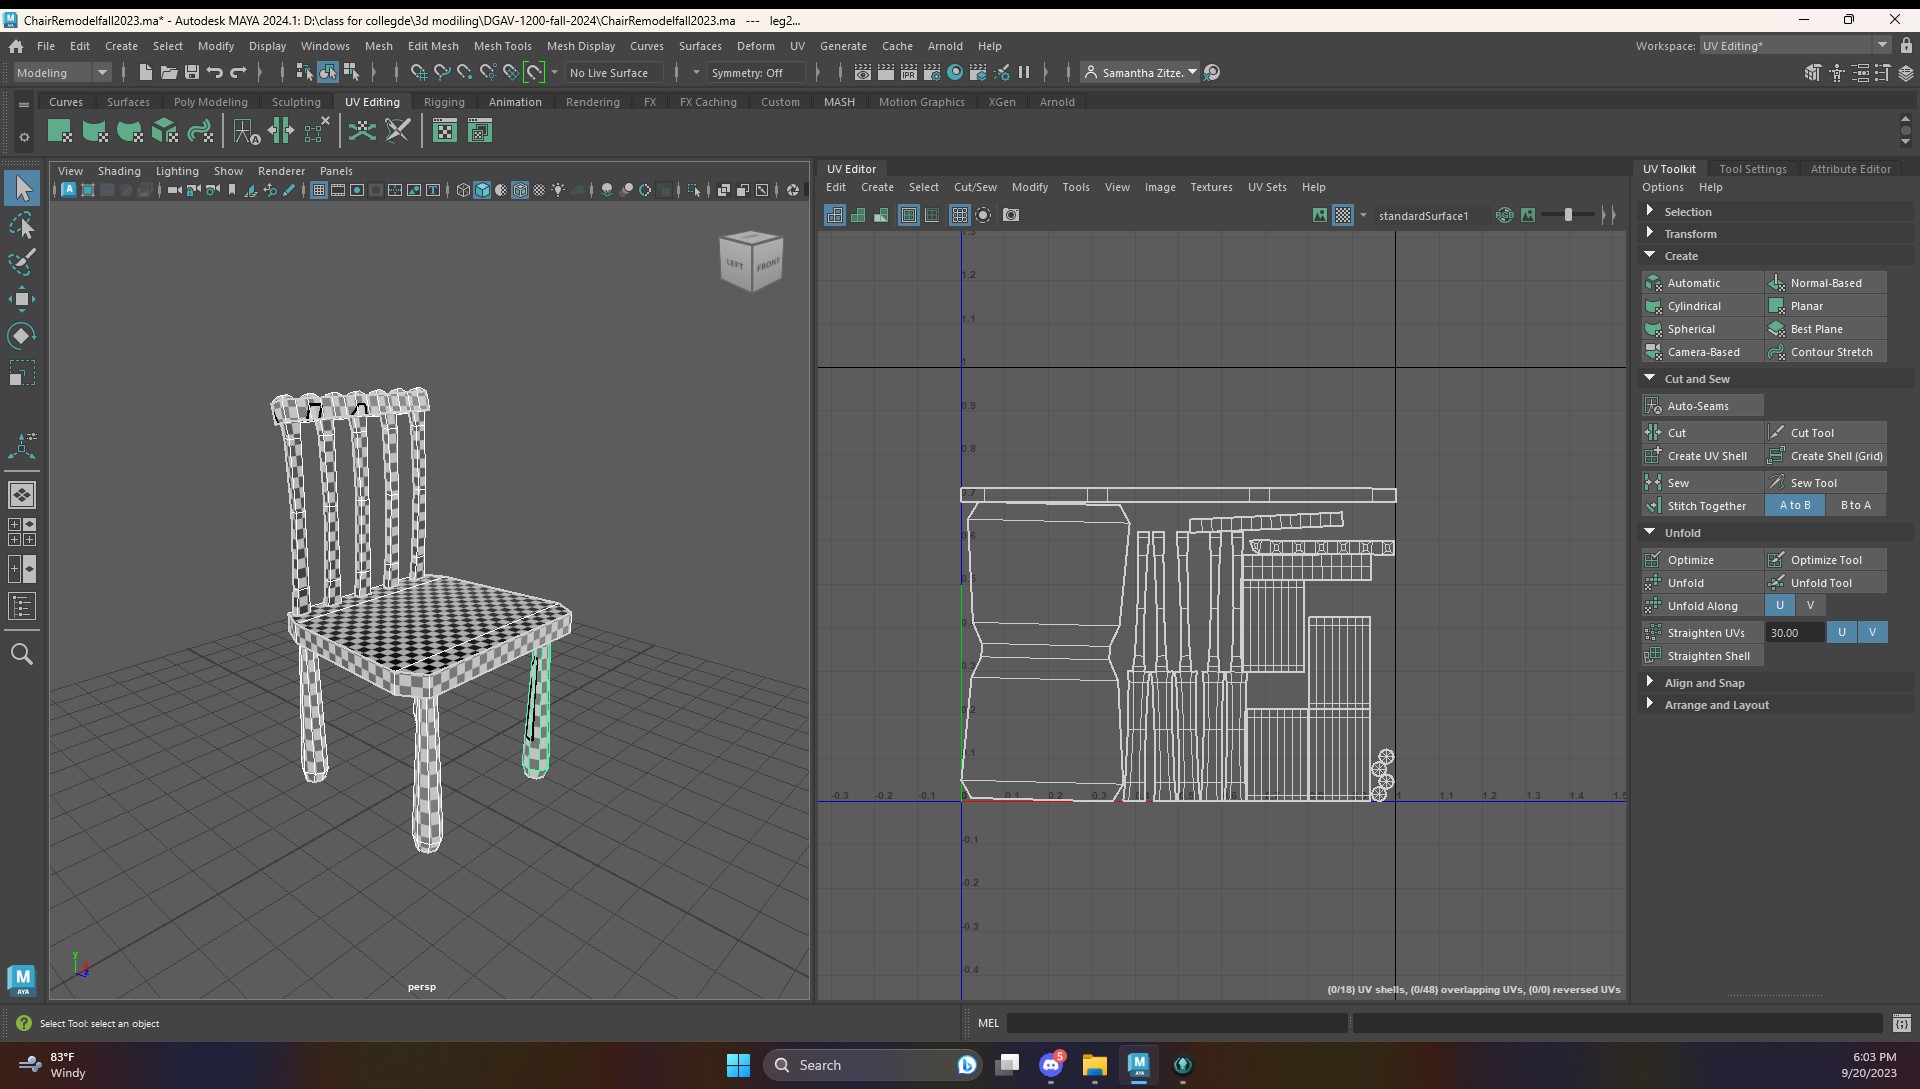 ChairRemodelfall2023.ma* - Autodesk MAYA 2024.1: D:\class for collegde\3d modiling\DGAV-1200-fall-2024\ChairRemodelfall2023.ma --- leg2...
File Edit Create Select Modify Display Windows Mesh Edit Mesh Mesh Tools Mesh Display Curves Surfaces Deform UV Generate Cache Arnold Help
Workspace: UV Editing*
Modeling No Live Surface Symmetry: Off Samantha Zitze.
Curves Surfaces Poly Modeling Sculpting UV Editing Rigging Animation Rendering FX FX Caching Custom MASH Motion Graphics XGen Arnold
View Shading Lighting Show Renderer Panels
LEFT FRONT
persp
UV Editor
Edit Create Select Cut/Sew Modify Tools View Image Textures UV Sets Help
standardSurface1
1.2
1.1
1
0.9
0.8
0.7
-0.3 -0.2 -0.1 0 0.1 0.2 0.3 1 1.1 1.2 1.3 1.4 1.5
-0.1
-0.2
-0.3
-0.4
(0/18) UV shells, (0/48) overlapping UVs, (0/0) reversed UVs
UV Toolkit Tool Settings Attribute Editor
Options Help
Selection
Transform
Create
Automatic Normal-Based
Cylindrical Planar
Spherical Best Plane
Camera-Based Contour Stretch
Cut and Sew
Auto-Seams
Cut Cut Tool
Create UV Shell Create Shell (Grid)
Sew Sew Tool
Stitch Together A to B B to A
Unfold
Optimize Optimize Tool
Unfold Unfold Tool
Unfold Along U V
Straighten UVs 30.00 U V
Straighten Shell
Align and Snap
Arrange and Layout
M
AYA
Select Tool: select an object
MEL
83°F
Windy
Search
5
6:03 PM
9/20/2023